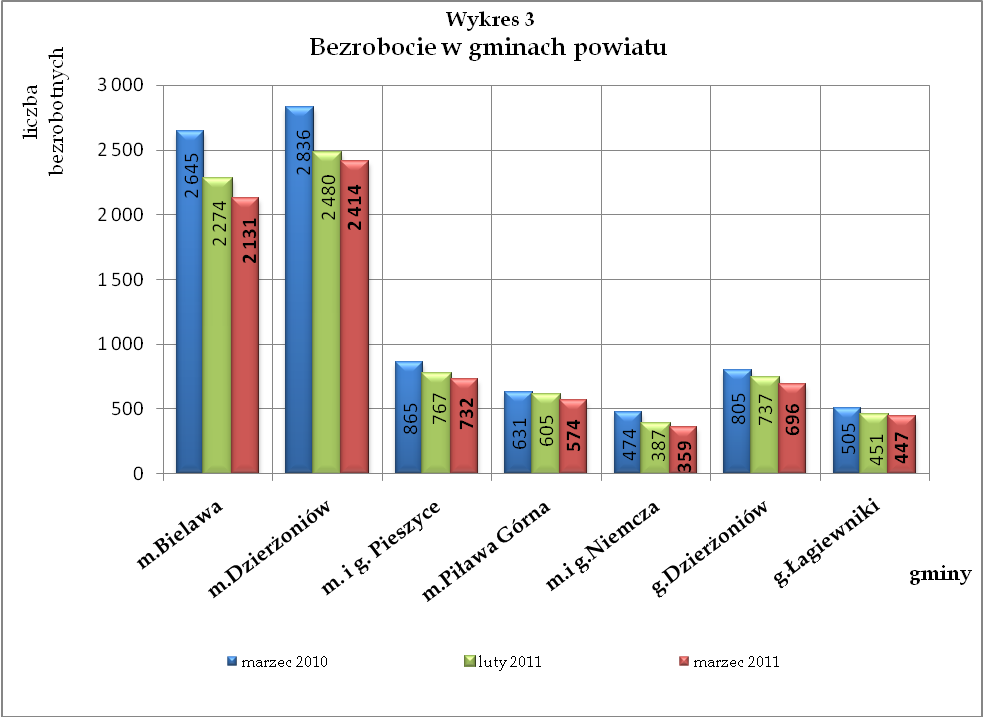 Wykres 3
Bezrobocie w gminach powiatu
liczba
bezrobotnych
3 000
2 500
2 000
1 500
1 000
500
0
2 645
2 274
2 131
2 836
2 480
2 414
865
767
732
631
605
574
474
387
359
805
737
696
505
451
447
m.Bielawa
m.Dzierżoniów
m. i g. Pieszyce
m.Piława Górna
m.i g.Niemcza
g.Dzierżoniów
g.Łagiewniki
gminy
marzec 2010
luty 2011
marzec 2011